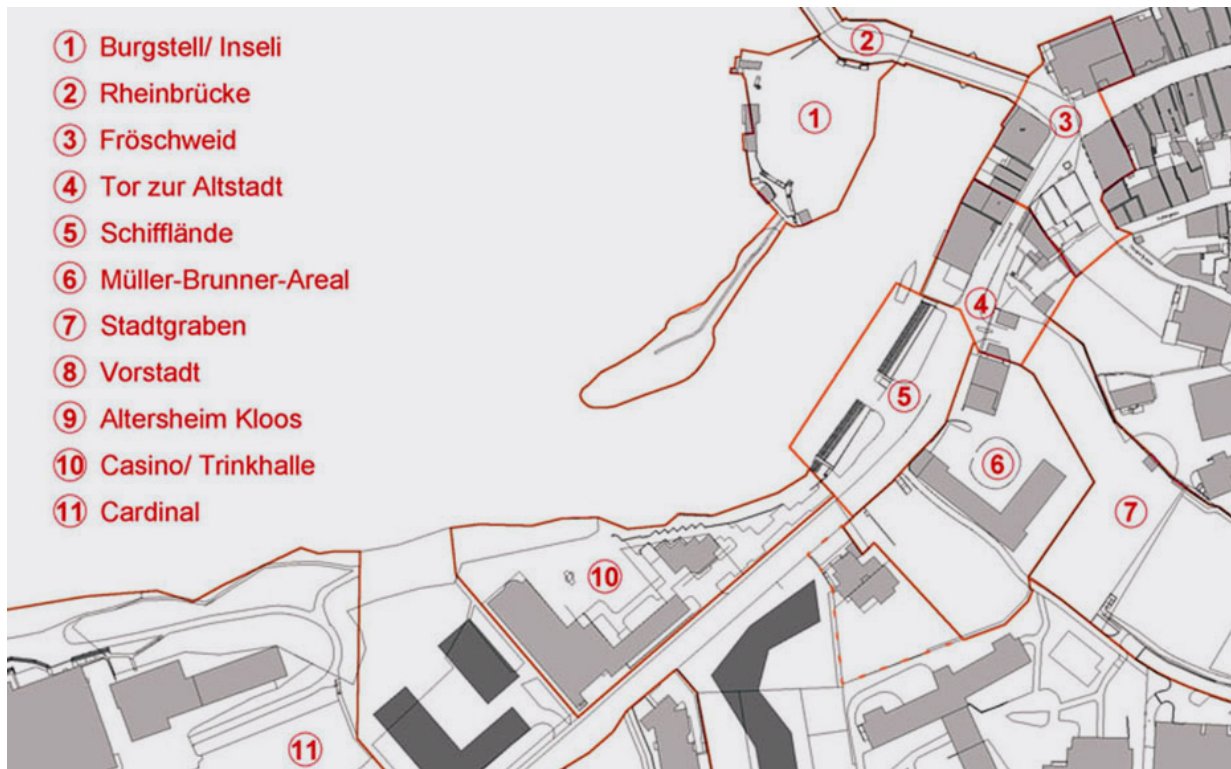 1 Burgstell/ Inseli
2 Rheinbrücke
3 Fröschweid
4 Tor zur Altstadt
5 Schifflände
6 Müller-Brunner-Areal
7 Stadtgraben
8 Vorstadt
9 Altersheim Kloos
10 Casino/ Trinkhalle
11 Cardinal
2
1
3
4
5
6
7
10
11